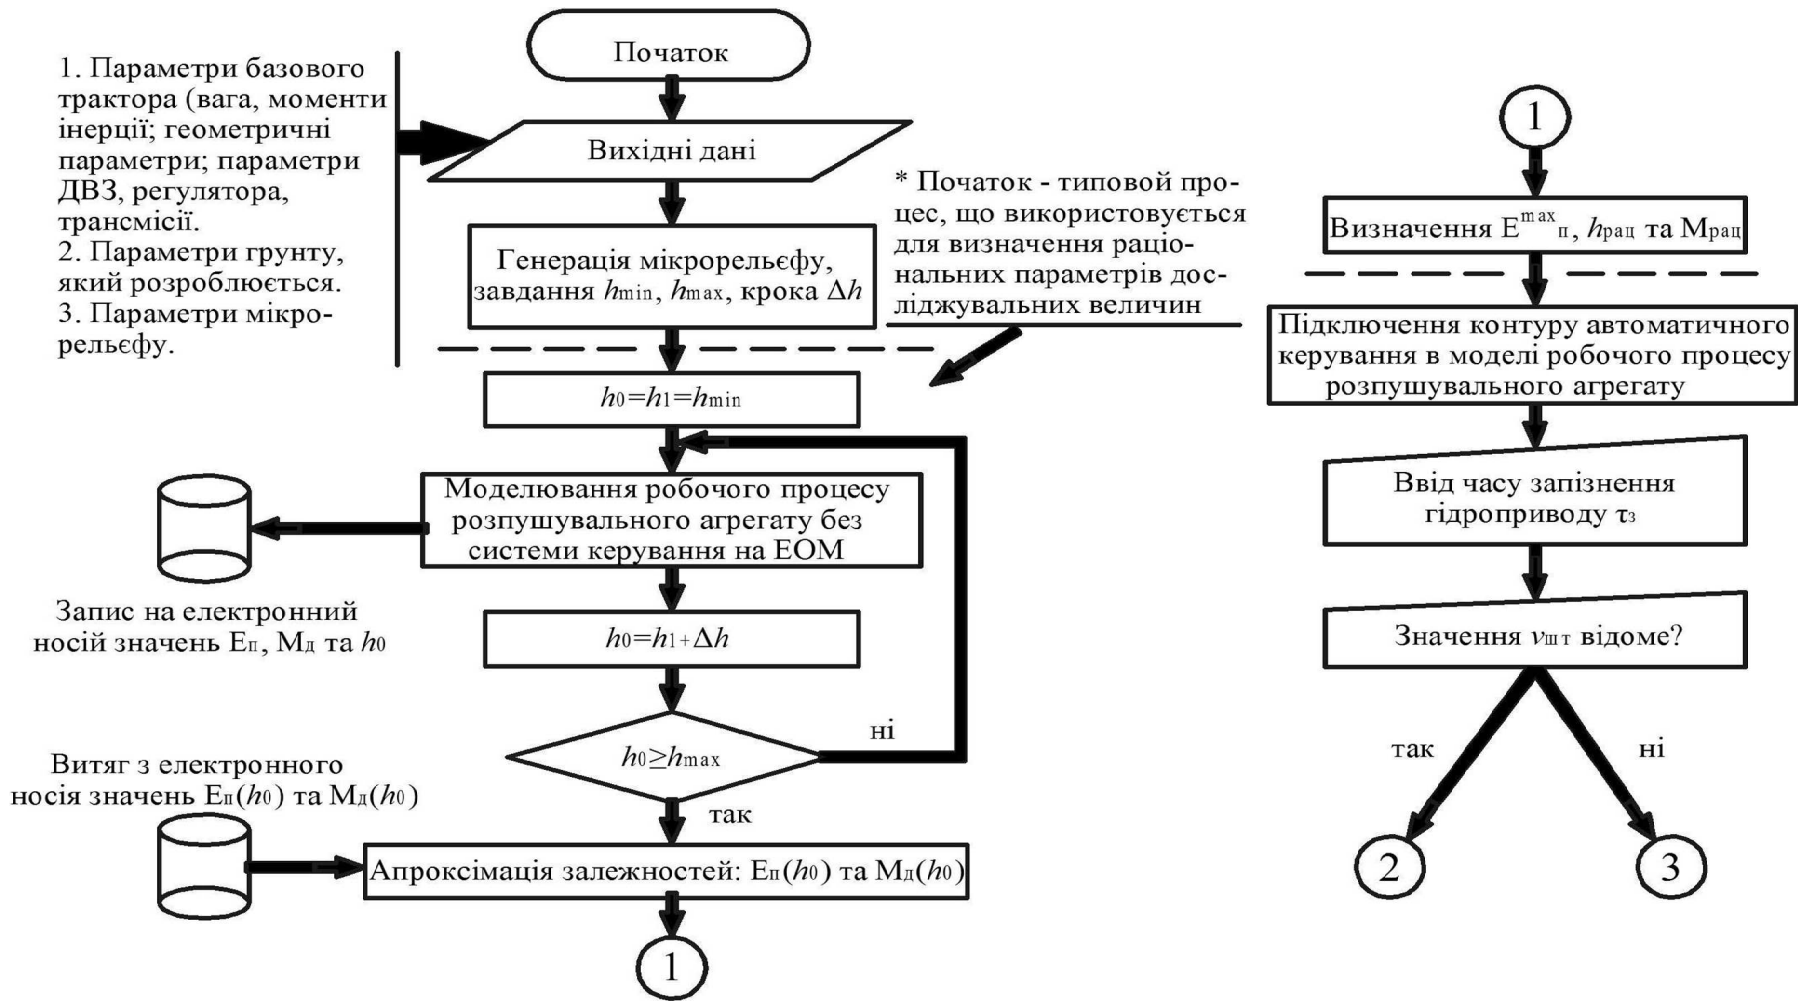 Початок
1. Параметри базового
трактора (вага, моменти
інерції; геометричні
параметри; параметри
ДВЗ, регулятора,
трансмісії.
2. Параметри грунту,
який розроблюється.
3. Параметри мікро-
рельєфу.
Вихідні дані
Генерація мікрорельєфу,
завдання hmin, hmax, крока Δh
* Початок - типовой про-
цес, що використовується
для визначення раціо-
нальних параметрів дос-
ліджувальних величин
h0=h1=hmin
Моделювання робочого процесу
розпушувального агрегату без
системи керування на ЕОМ
Запис на електронний
носій значень Еп, Мд та h0
h0=h1+Δh
h0≥hmax
ні
так
Витяг з електронного
носія значень Еп(h0) та Мд(h0)
Апроксімація залежностей: Еп(h0) та Мд(h0)
1
1
Визначення Е^max п, hрац та Мрац
Підключення контуру автоматичного
керування в моделі робочого процесу
розпушувального агрегату
Ввід часу запізнення
гідроприводу τз
Значення vшт відоме?
так
ні
2
3